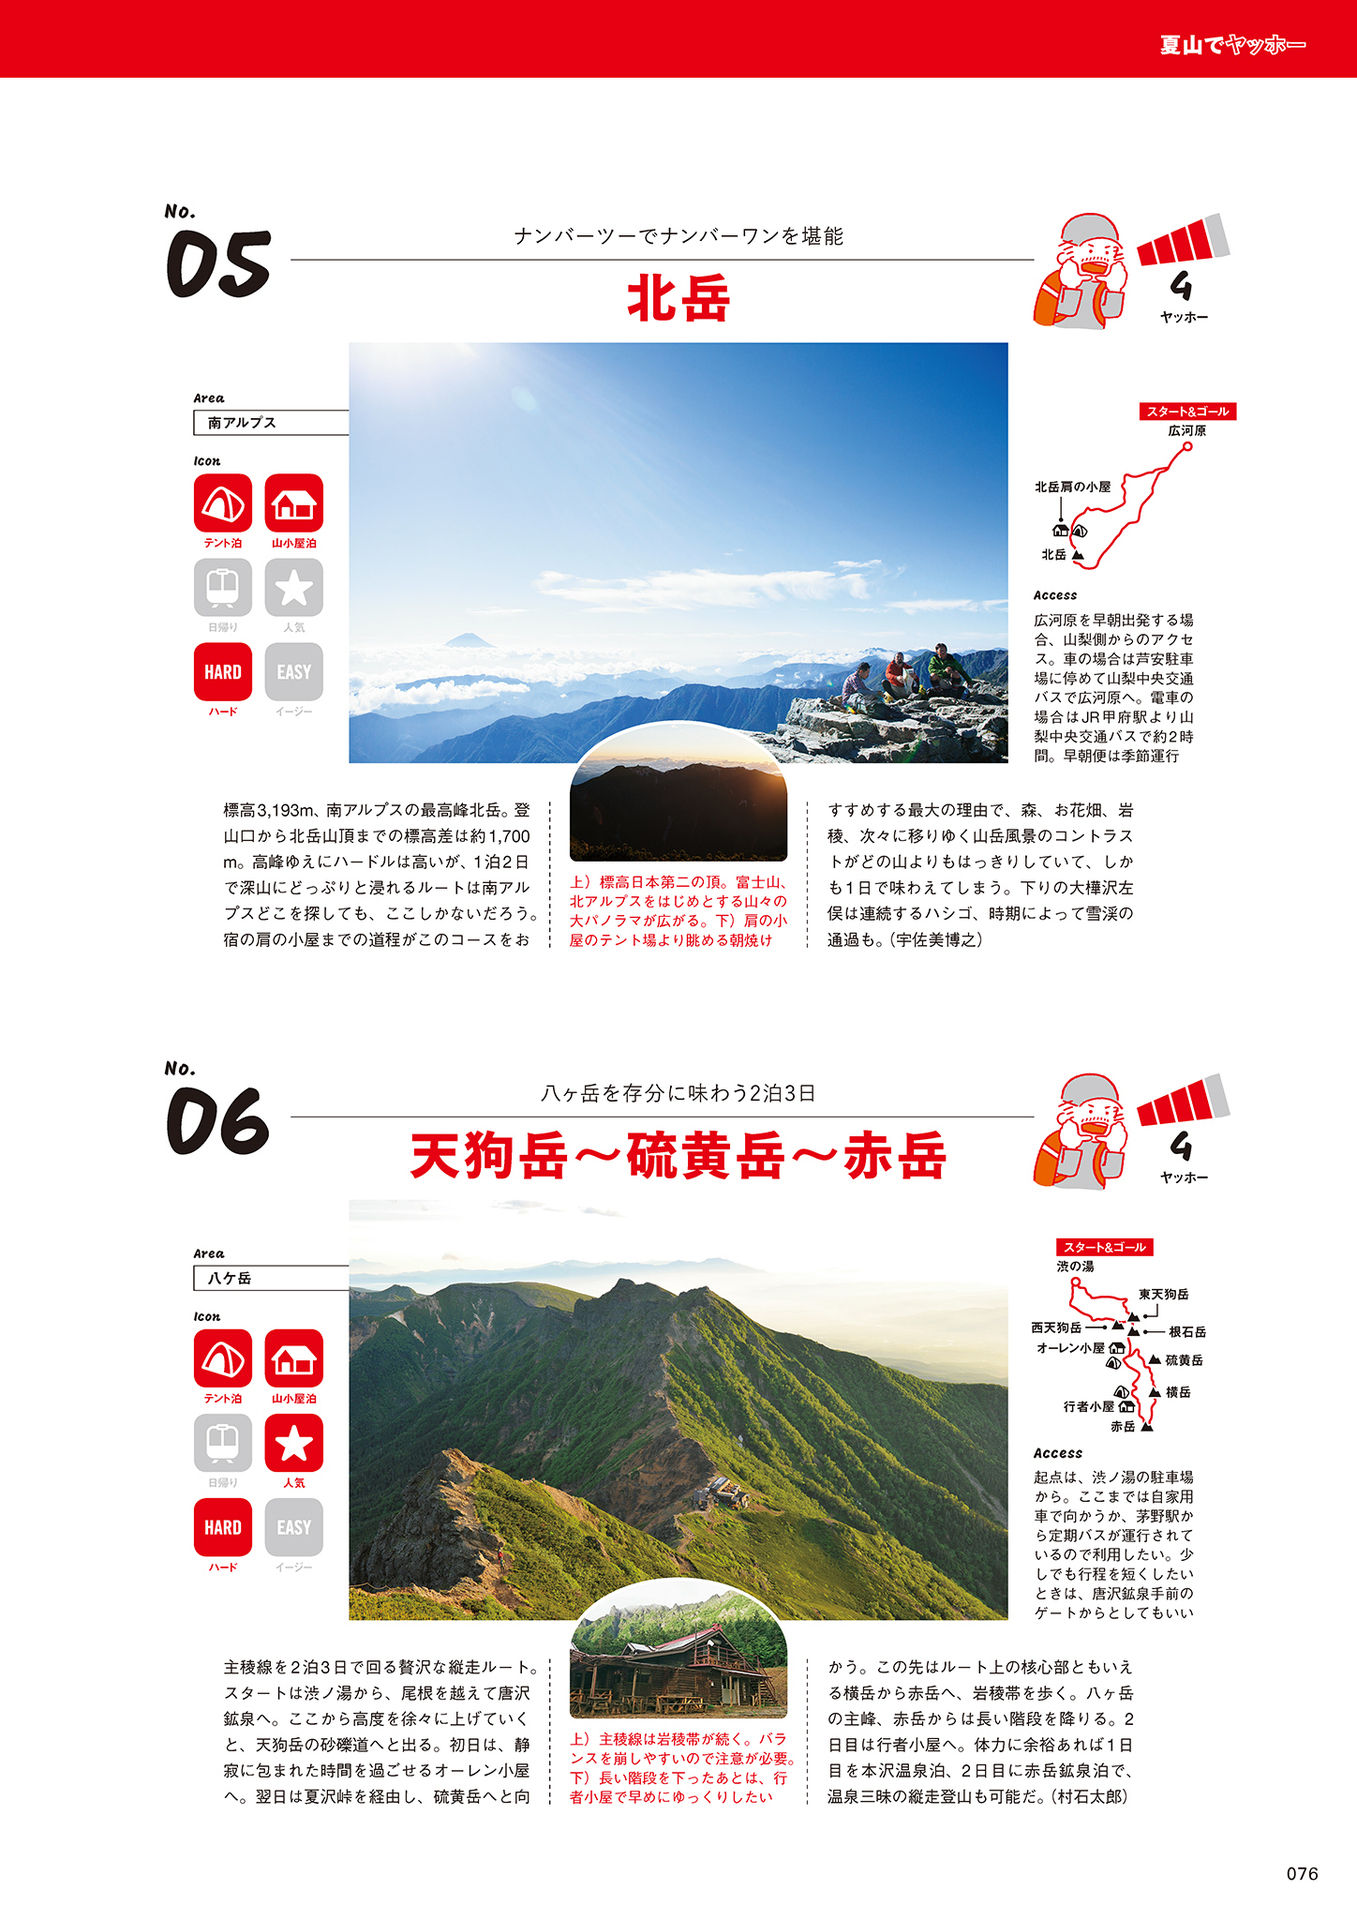 夏山でヤッホー
No.
05
ナンバーツーでナンバーワンを堪能
北岳
4
ヤッホー
Area
南アルプス
Icon
テント泊
山小屋泊
日帰り
人気
HARD
EASY
ハード
イージー
スタート&ゴール
広河原
北岳肩の小屋
北岳
Access
広河原を早朝出発する場
合、山梨側からのアクセ
ス。車の場合は芦安駐車
場に停めて山梨中央交通
バスで広河原へ。電車の
場合はJR甲府駅より山
梨中央交通バスで約2時
間。早朝便は季節運行
標高3,193m、南アルプスの最高峰北岳。登
山口から北岳山頂までの標高差は約1,700
m。高峰ゆえにハードルは高いが、1泊2日
で深山にどっぷりと浸れるルートは南アル
プスどこを探しても、ここしかないだろう。
宿の肩の小屋までの道程がこのコースをお
上）標高日本第二の頂。富士山、
北アルプスをはじめとする山々の
大パノラマが広がる。下）肩の小
屋のテント場より眺める朝焼け
すすめする最大の理由で、森、お花畑、岩
稜、次々に移りゆく山岳風景のコントラス
トがどの山よりもはっきりしていて、しか
も1日で味わえてしまう。下りの大樺沢左
俣は連続するハシゴ、時期によって雪渓の
通過も。（宇佐美博之）
No.
06
八ヶ岳を存分に味わう2泊3日
天狗岳～硫黄岳～赤岳
4
ヤッホー
Area
八ケ岳
Icon
テント泊
山小屋泊
日帰り
人気
HARD
EASY
ハード
イージー
スタート&ゴール
渋の湯
東天狗岳
西天狗岳
根石岳
オーレン小屋
硫黄岳
横岳
行者小屋
赤岳
Access
起点は、渋ノ湯の駐車場
から。ここまでは自家用
車で向かうか、茅野駅か
ら定期バスが運行されて
いるので利用したい。少
しでも行程を短くしたい
ときは、唐沢鉱泉手前の
ゲートからとしてもいい
主稜線を2泊3日で回る贅沢な縦走ルート。
スタートは渋ノ湯から、尾根を越えて唐沢
鉱泉へ。ここから高度を徐々に上げていく
と、天狗岳の砂礫道へと出る。初日は、静
寂に包まれた時間を過ごせるオーレン小屋
へ。翌日は夏沢峠を経由し、硫黄岳へと向
上）主稜線は岩稜帯が続く。バラ
ンスを崩しやすいので注意が必要。
下）長い階段を下ったあとは、行
者小屋で早めにゆっくりしたい
かう。この先はルート上の核心部ともいえ
る横岳から赤岳へ、岩稜帯を歩く。八ヶ岳
の主峰、赤岳からは長い階段を降りる。2
日目は行者小屋へ。体力に余裕あれば1日
目を本沢温泉泊、2日目に赤岳鉱泉泊で、
温泉三昧の縦走登山も可能だ。（村石太郎）
076